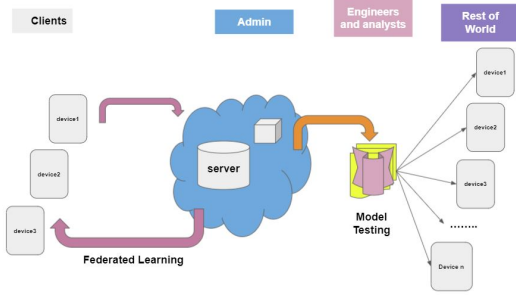 Clients
Admin
Engineers
and analysts
Rest of
World
device1
device2
device3
server
Federated Learning
Model
Testing
device1
device2
device3
........
Device n